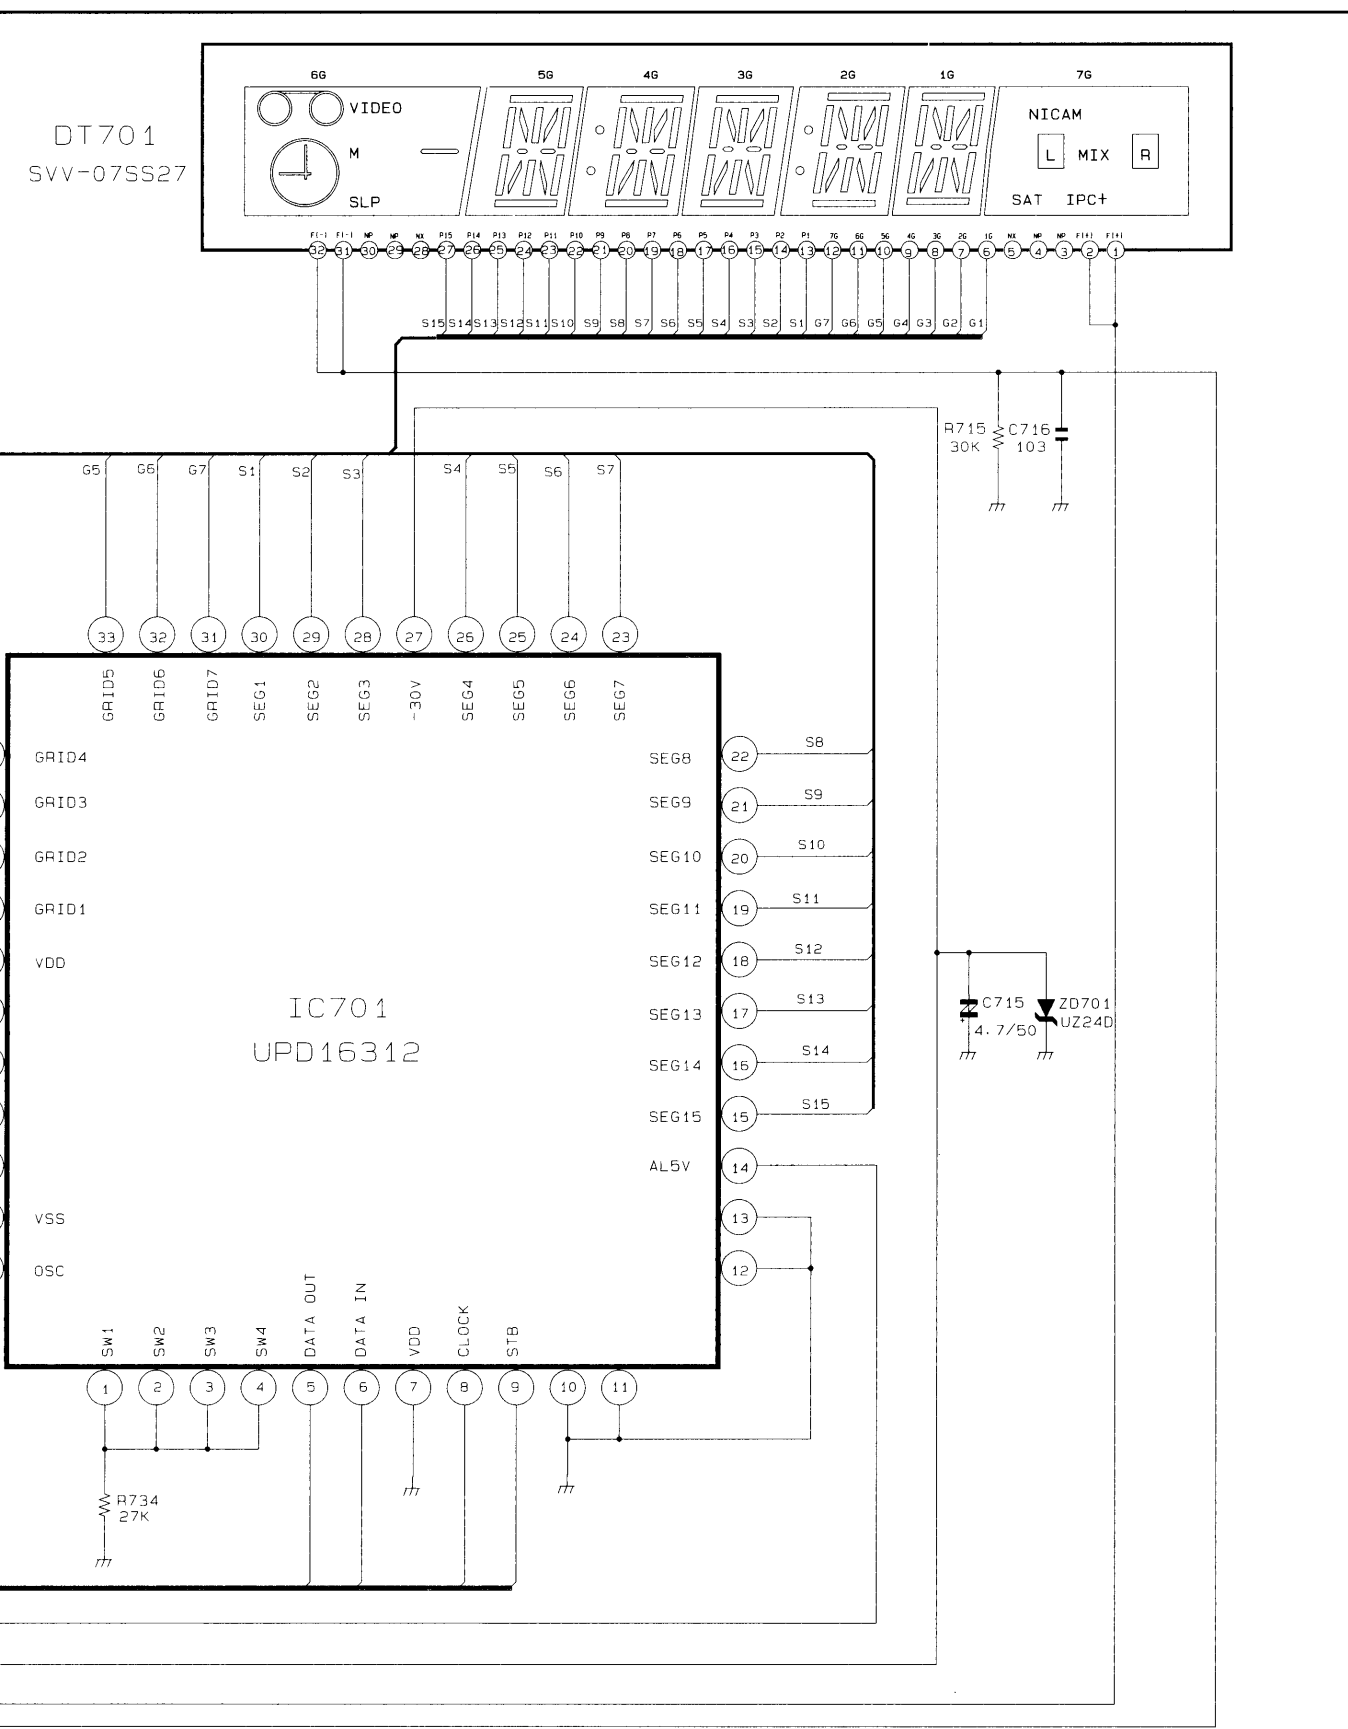 6G 5G 4G 3G 2G 1G 7G
VIDEO
M
SLP
NICAM
L MIX R
SAT IPC+
DT701
SVV-07SS27
F(-) F(-) NP NP NX P15 P14 P13 P12 P11 P10 P9 P8 P7 P6 P5 P4 P3 P2 P1 7G 6G 5G 4G 3G 2G 1G NX NP NP F(+) F(+)
32 31 30 29 28 27 26 25 24 23 22 21 20 19 18 17 16 15 14 13 12 11 10 9 8 7 6 5 4 3 2 1
S15 S14 S13 S12 S11 S10 S9 S8 S7 S6 S5 S4 S3 S2 S1 G7 G6 G5 G4 G3 G2 G1
R715
30K
C716
103
G5 G6 G7 S1 S2 S3 S4 S5 S6 S7
33 32 31 30 29 28 27 26 25 24 23
GRID5 GRID6 GRID7 SEG1 SEG2 SEG3 -30V SEG4 SEG5 SEG6 SEG7
GRID4 SEG8 22 S8
GRID3 SEG9 21 S9
GRID2 SEG10 20 S10
GRID1 SEG11 19 S11
VDD SEG12 18 S12
SEG13 17 S13
SEG14 16 S14
SEG15 15 S15
AL5V 14
VSS 13
OSC 12
IC701
UPD16312
C715
4.7/50
+
ZD701
UZ24D
SW1 SW2 SW3 SW4 DATA OUT DATA IN VDD CLOCK STB
1 2 3 4 5 6 7 8 9 10 11
R734
27K